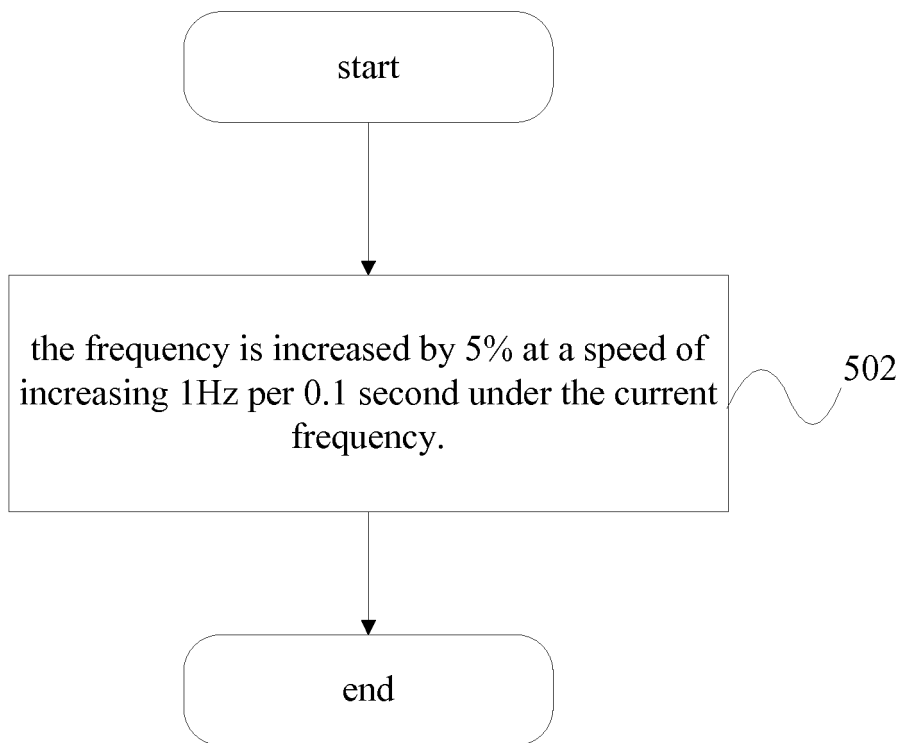 start
the frequency is increased by 5% at a speed of
increasing 1Hz per 0.1 second under the current
frequency.
502
end